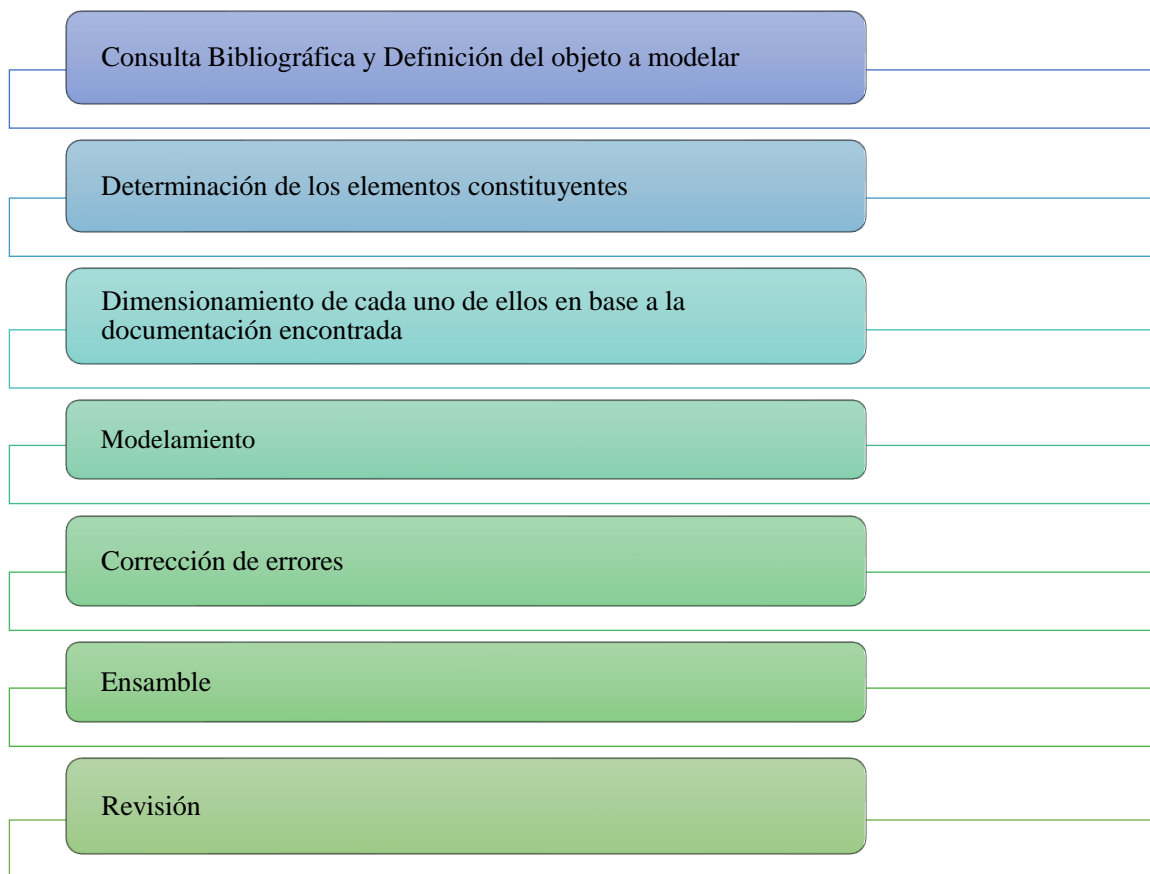 Consulta Bibliográfica y Definición del objeto a modelar
Determinación de los elementos constituyentes
Dimensionamiento de cada uno de ellos en base a la
documentación encontrada
Modelamiento
Corrección de errores
Ensamble
Revisión